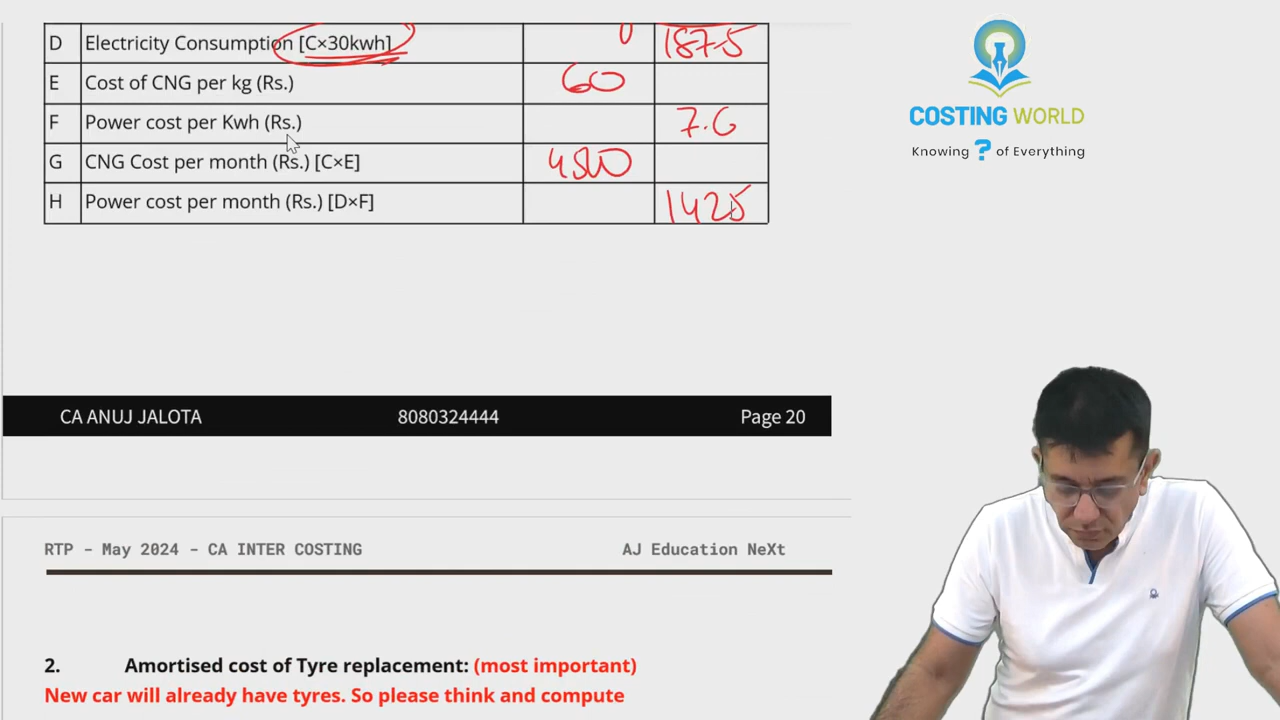 D Electricity Consumption [C×30kwh] 0 187.5
E Cost of CNG per kg (Rs.) 60
F Power cost per Kwh (Rs.) 7.6
G CNG Cost per month (Rs.) [C×E] 4500
H Power cost per month (Rs.) [D×F] 1425
CA ANUJ JALOTA 8080324444 Page 20
RTP - May 2024 - CA INTER COSTING AJ Education NeXt
2. Amortised cost of Tyre replacement: (most important)
New car will already have tyres. So please think and compute
COSTING WORLD
Knowing ? of Everything